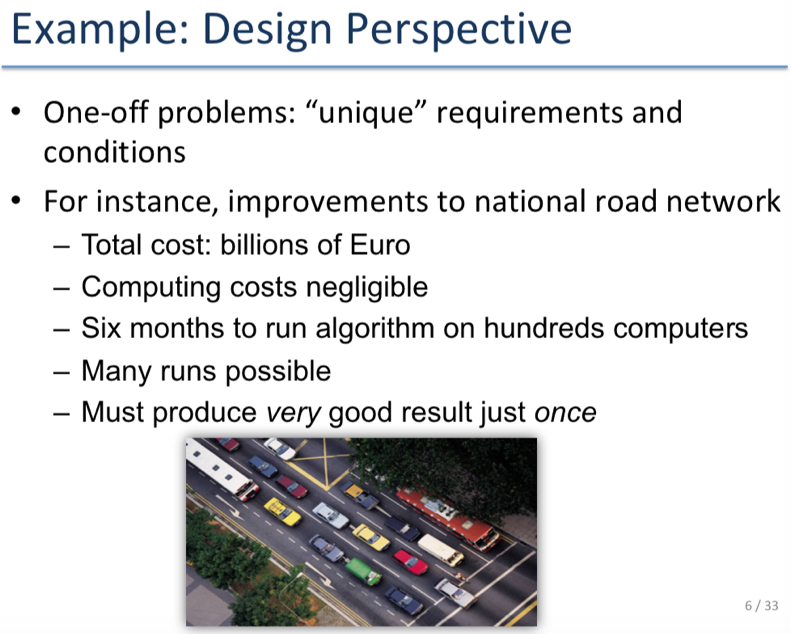 Example: Design Perspective
• One-off problems: “unique” requirements and
conditions
• For instance, improvements to national road network
– Total cost: billions of Euro
– Computing costs negligible
– Six months to run algorithm on hundreds computers
– Many runs possible
– Must produce very good result just once
6 / 33